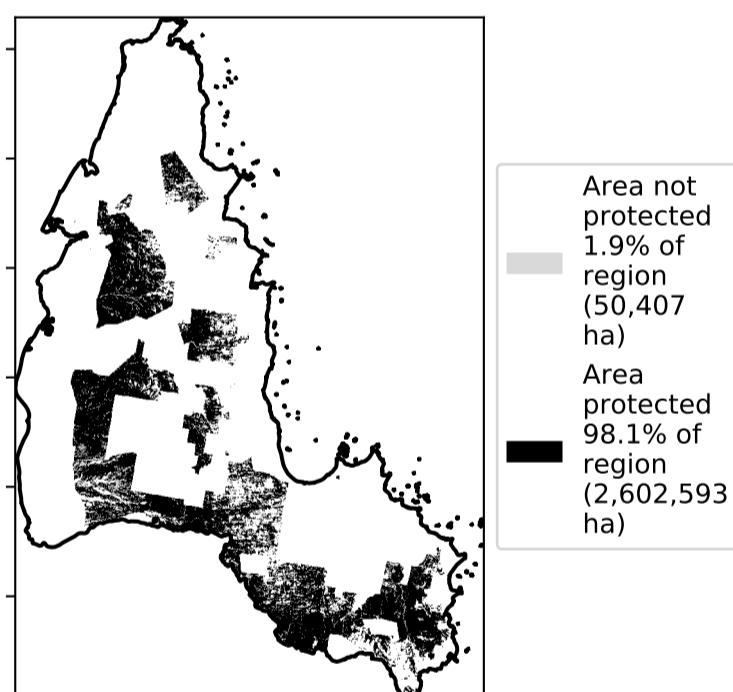 Area not
protected
1.9% of
region
(50,407
ha)
Area
protected
98.1% of
region
(2,602,593
ha)